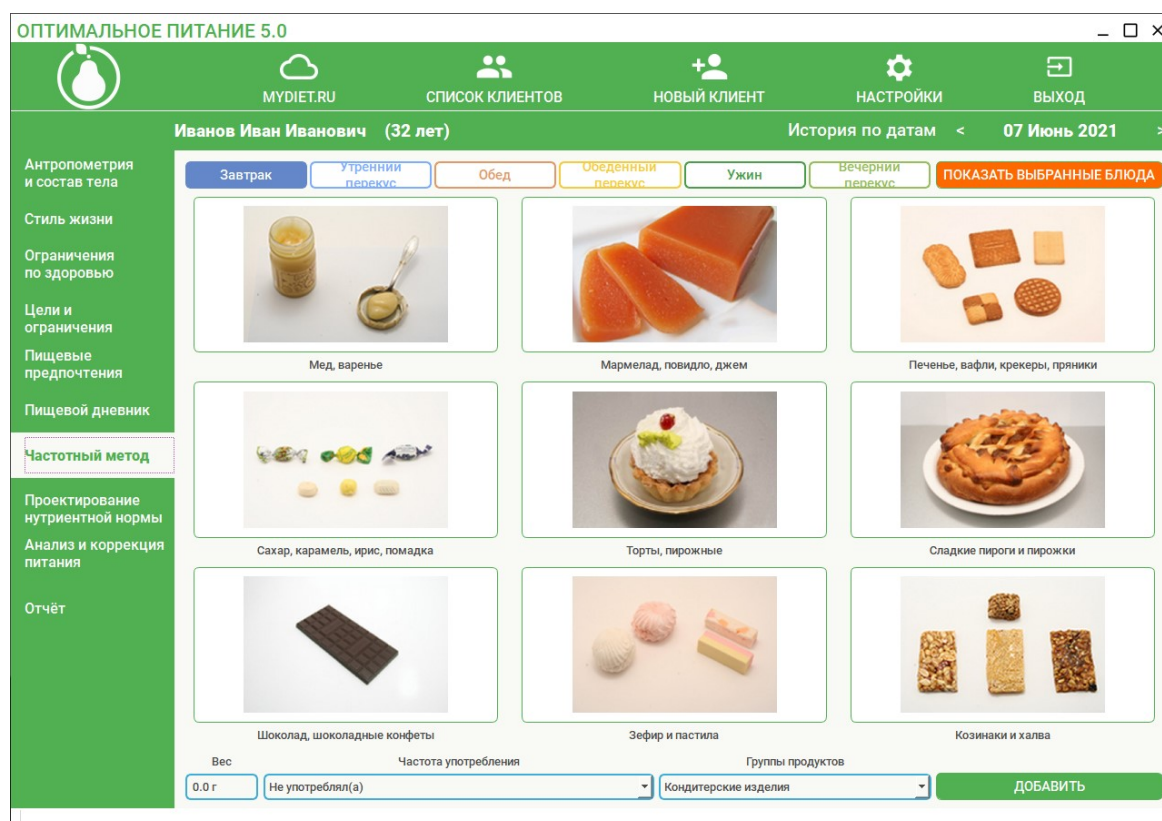 ОПТИМАЛЬНОЕ ПИТАНИЕ 5.0
MYDIET.RU
СПИСОК КЛИЕНТОВ
НОВЫЙ КЛИЕНТ
НАСТРОЙКИ
ВЫХОД
Иванов Иван Иванович (32 лет)
История по датам < 07 Июнь 2021 >
Антропометрия
и состав тела
Стиль жизни
Ограничения
по здоровью
Цели и
ограничения
Пищевые
предпочтения
Пищевой дневник
Частотный метод
Проектирование
нутриентной нормы
Анализ и коррекция
питания
Отчёт
Завтрак
Утренний
перекус
Обед
Обеденный
перекус
Ужин
Вечерний
перекус
ПОКАЗАТЬ ВЫБРАННЫЕ БЛЮДА
Мед, варенье
Мармелад, повидло, джем
Печенье, вафли, крекеры, пряники
Сахар, карамель, ирис, помадка
Торты, пирожные
Сладкие пироги и пирожки
Шоколад, шоколадные конфеты
Зефир и пастила
Козинаки и халва
Вес
Частота употребления
Группы продуктов
0.0 г
Не употреблял(а)
Кондитерские изделия
ДОБАВИТЬ